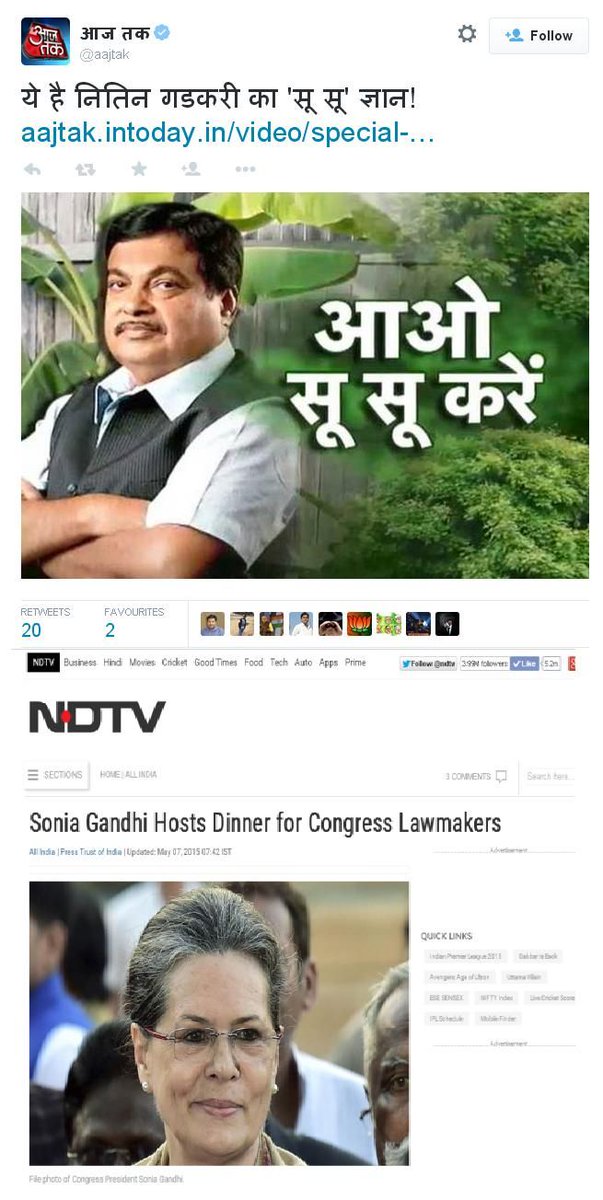 आज तक
@aajtak
Follow
ये है नितिन गडकरी का 'सू सू' ज्ञान!
aajtak.intoday.in/video/special-...
आओ
सू सू करें
RETWEETS
FAVOURITES
20
2
NDTV Business Hindi Movies Cricket Good Times Food Tech Auto Apps Prime
Follow @ndtv 3.99M followers Like 5.2m
NDTV
SECTIONS
HOME | ALL INDIA
3 COMMENTS
Search here...
Sonia Gandhi Hosts Dinner for Congress Lawmakers
All India | Press Trust of India | Updated: May 07, 2015 07:42 IST
Advertisement
QUICK LINKS
Indian Premier League 2015
Bakbar is Back
Avengers Age of Ultron
Uttama Villain
BSE SENSEX
NIFTY Index
Live Cricket Score
IPL Schedule
Mobile Finder
Advertisement
File photo of Congress President Sonia Gandhi.